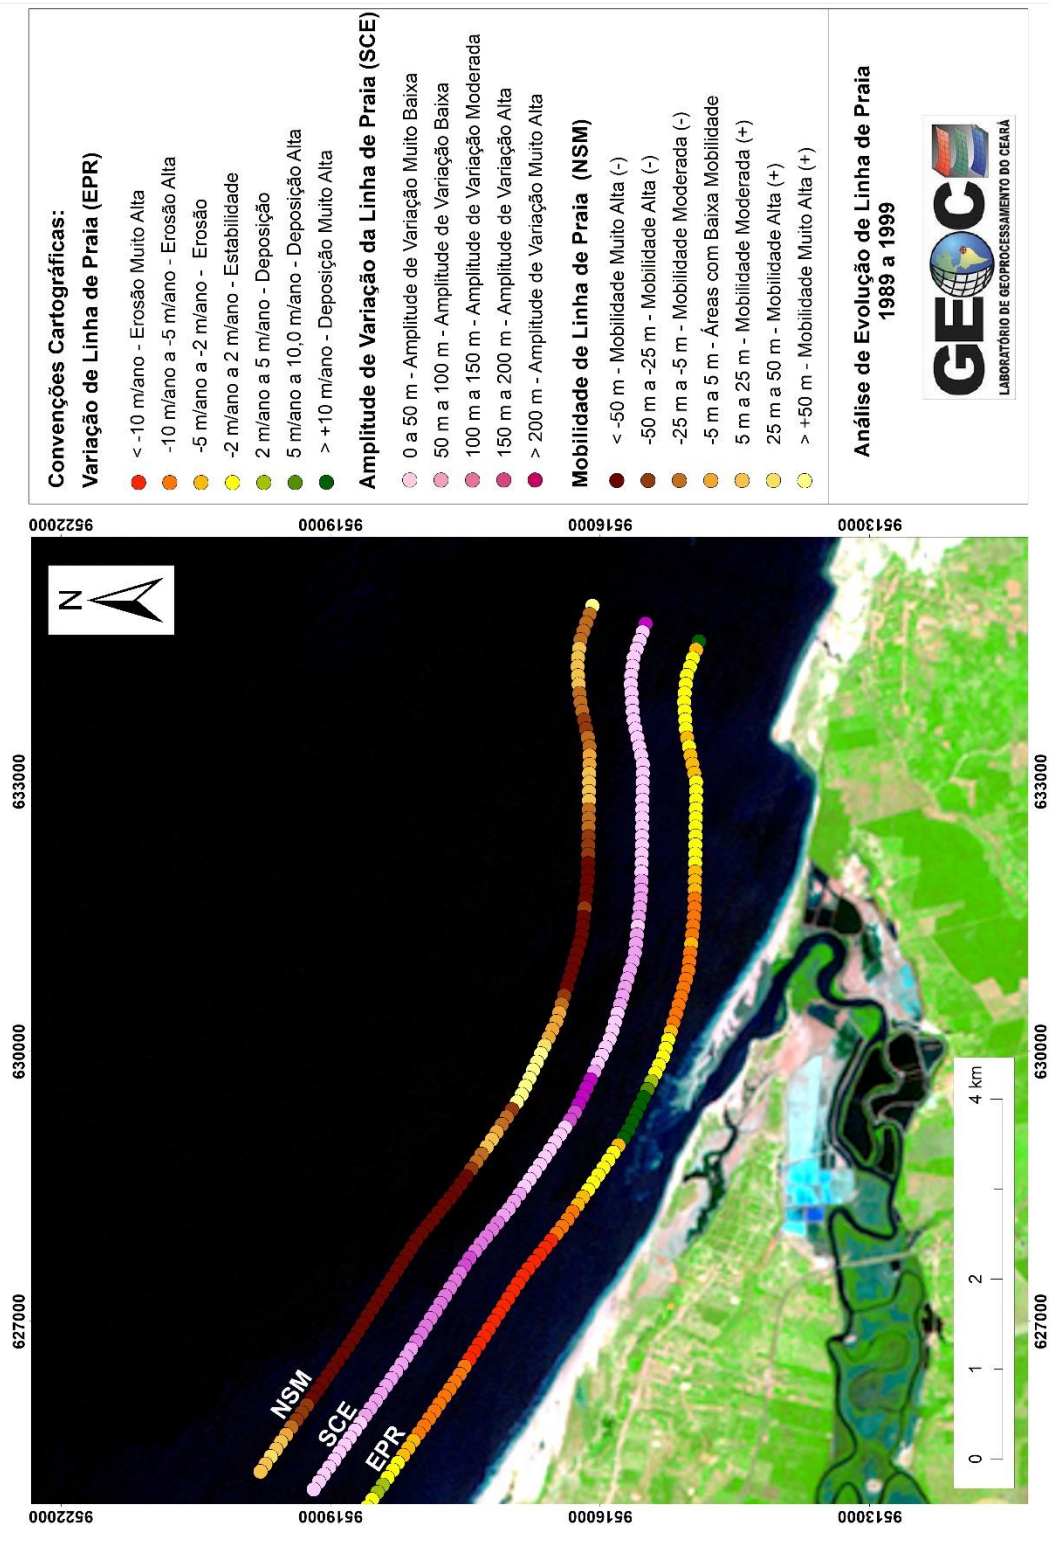 Convenções Cartográficas:
Variação de Linha de Praia (EPR)
< -10 m/ano - Erosão Muito Alta
-10 m/ano a -5 m/ano - Erosão Alta
-5 m/ano a -2 m/ano - Erosão
-2 m/ano a 2 m/ano - Estabilidade
2 m/ano a 5 m/ano - Deposição
5 m/ano a 10,0 m/ano - Deposição Alta
> +10 m/ano - Deposição Muito Alta
Amplitude de Variação da Linha de Praia (SCE)
0 a 50 m - Amplitude de Variação Muito Baixa
50 m a 100 m - Amplitude de Variação Baixa
100 m a 150 m - Amplitude de Variação Moderada
150 m a 200 m - Amplitude de Variação Alta
> 200 m - Amplitude de Variação Muito Alta
Mobilidade de Linha de Praia (NSM)
< -50 m - Mobilidade Muito Alta (-)
-50 m a -25 m - Mobilidade Alta (-)
-25 m a -5 m - Mobilidade Moderada (-)
-5 m a 5 m - Áreas com Baixa Mobilidade
5 m a 25 m - Mobilidade Moderada (+)
25 m a 50 m - Mobilidade Alta (+)
> +50 m - Mobilidade Muito Alta (+)
Análise de Evolução de Linha de Praia
1989 a 1999
GEOC
LABORATÓRIO DE GEOPROCESSAMENTO DO CEARÁ
627000
630000
633000
9522000
9522000
N
NSM
9519000
9519000
SCE
EPR
9516000
9516000
9513000
9513000
0 1 2 4 km
627000
630000
633000